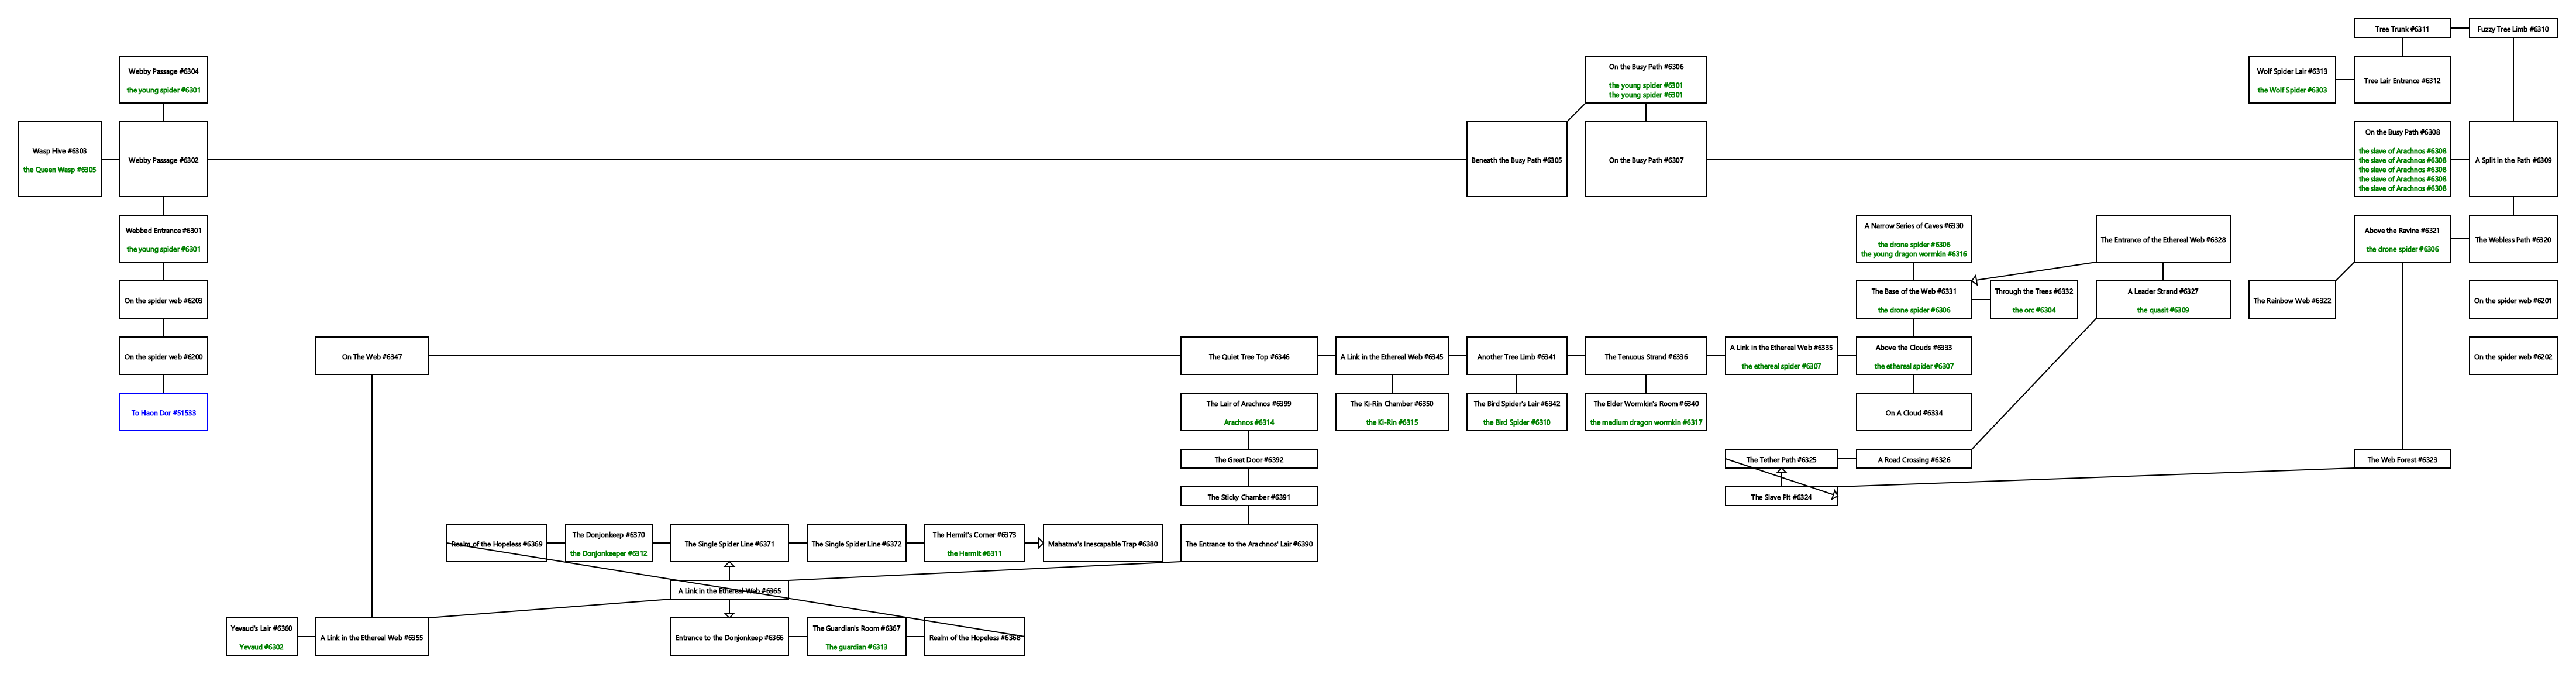 Tree Trunk #6311
Fuzzy Tree Limb #6310
Webby Passage #6304
the young spider #6301
On the Busy Path #6306
the young spider #6301
the young spider #6301
Wolf Spider Lair #6313
the Wolf Spider #6303
Tree Lair Entrance #6312
Wasp Hive #6303
the Queen Wasp #6305
Webby Passage #6302
Beneath the Busy Path #6305
On the Busy Path #6307
On the Busy Path #6308
the slave of Arachnos #6308
the slave of Arachnos #6308
the slave of Arachnos #6308
the slave of Arachnos #6308
the slave of Arachnos #6308
A Split in the Path #6309
Webbed Entrance #6301
the young spider #6301
A Narrow Series of Caves #6330
the drone spider #6306
the young dragon wormkin #6316
The Entrance of the Ethereal Web #6328
Above the Ravine #6321
the drone spider #6306
The Webless Path #6320
On the spider web #6203
The Base of the Web #6331
the drone spider #6306
Through the Trees #6332
the orc #6304
A Leader Strand #6327
the quasit #6309
The Rainbow Web #6322
On the spider web #6201
On the spider web #6200
On The Web #6347
The Quiet Tree Top #6346
A Link in the Ethereal Web #6345
Another Tree Limb #6341
The Tenuous Strand #6336
A Link in the Ethereal Web #6335
the ethereal spider #6307
Above the Clouds #6333
the ethereal spider #6307
On the spider web #6202
To Haon Dor #51533
The Lair of Arachnos #6399
Arachnos #6314
The Ki-Rin Chamber #6350
the Ki-Rin #6315
The Bird Spider's Lair #6342
the Bird Spider #6310
The Elder Wormkin's Room #6340
the medium dragon wormkin #6317
On A Cloud #6334
The Great Door #6392
The Tether Path #6325
A Road Crossing #6326
The Web Forest #6323
The Sticky Chamber #6391
The Slave Pit #6324
Realm of the Hopeless #6369
The Donjonkeep #6370
the Donjonkeeper #6312
The Single Spider Line #6371
The Single Spider Line #6372
The Hermit's Corner #6373
the Hermit #6311
Mahatma's Inescapable Trap #6380
The Entrance to the Arachnos' Lair #6390
A Link in the Ethereal Web #6365
Yevaud's Lair #6360
Yevaud #6302
A Link in the Ethereal Web #6355
Entrance to the Donjonkeep #6366
The Guardian's Room #6367
The guardian #6313
Realm of the Hopeless #6368